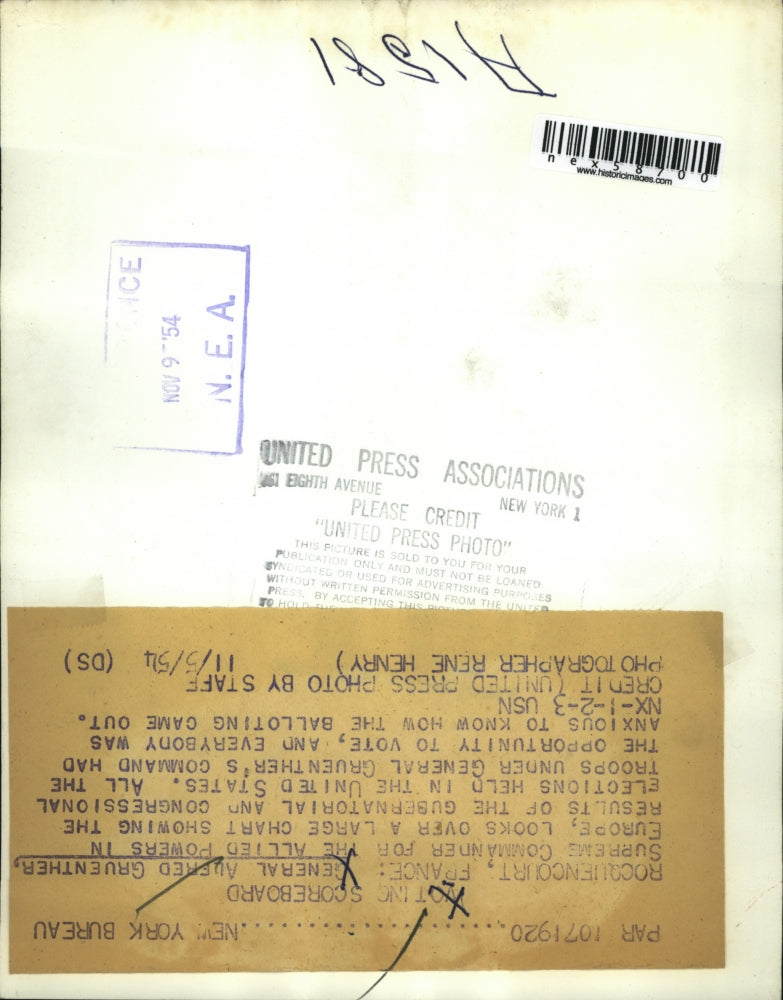 A1581
nex58700
www.historicimages.com
NOV 9 - '54
N. E. A.
UNITED PRESS ASSOCIATIONS
461 EIGHTH AVENUE NEW YORK 1
PLEASE CREDIT
"UNITED PRESS PHOTO"
THIS PICTURE IS SOLD TO YOU FOR YOUR
PUBLICATION ONLY AND MUST NOT BE LOANED
SYNDICATED OR USED FOR ADVERTISING PURPOSES
WITHOUT WRITTEN PERMISSION FROM THE UNITED
PRESS. BY ACCEPTING THIS
TO HOLD THE
PAR 1071920....................NEW YORK BUREAU
VOTING SCOREBOARD
ROCQUENCOURT, FRANCE: GENERAL ALFRED GRUENTHER,
SUPREME COMMANDER FOR THE ALLIED POWERS IN
EUROPE, LOOKS OVER A LARGE CHART SHOWING THE
RESULTS OF THE GUBERNATORIAL AND CONGRESSIONAL
ELECTIONS HELD IN THE UNITED STATES. ALL THE
TROOPS UNDER GENERAL GRUENTHER'S COMMAND HAD
THE OPPORTUNITY TO VOTE, AND EVERYBODY WAS
ANXIOUS TO KNOW HOW THE BALLOTING CAME OUT.
NX-1-2-3 USN
CREDIT (UNITED PRESS PHOTO BY STAFF
PHOTOGRAPHER RENE HENRY) 11/5/54 (DS)